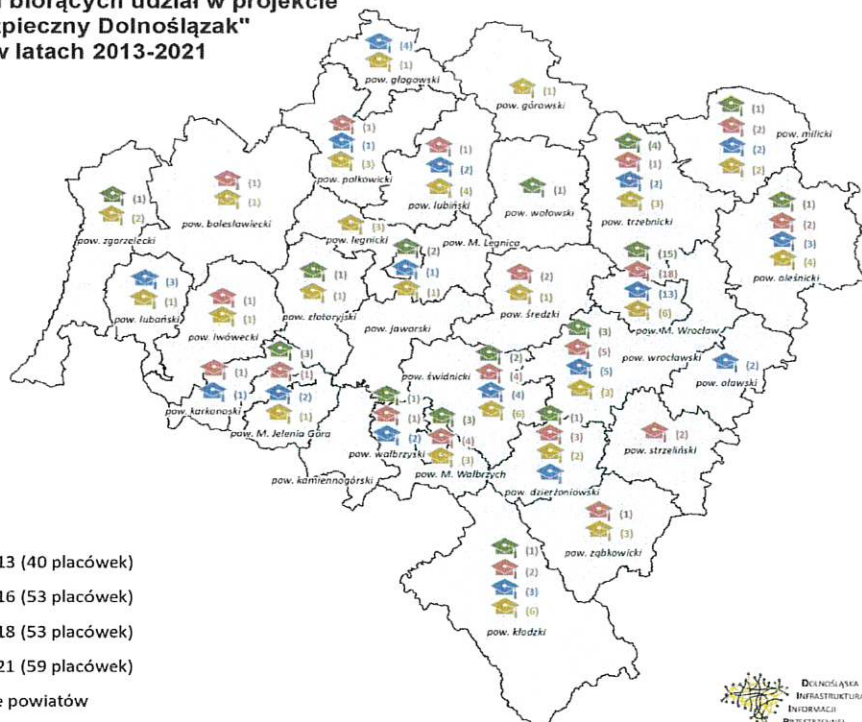 biorących udział w projekcie
pieczny Dolnoślązak"
w latach 2013-2021
(4)
(1)
pow. głogowski
(1)
pow. górowski
(1)
(2)
(2)
(2)
pow. milicki
(1)
(1)
(3)
pow. polkowicki
(1)
(2)
(4)
pow. lubiński
(1)
pow. wołowski
(4)
(1)
(2)
(3)
pow. trzebnicki
(1)
(1)
pow. bolesławiecki
(1)
(2)
pow. zgorzelecki
(3)
pow. legnicki
(2)
(1)
(1)
pow. M. Legnica
(1)
(2)
(3)
(4)
pow. oleśnicki
(3)
(1)
pow. lubański
(1)
(1)
pow. lwówecki
(1)
(1)
pow. złotoryjski
pow. jaworski
(2)
(1)
pow. średzki
(15)
(18)
(13)
(6)
pow. M. Wrocław
(3)
(5)
(5)
(3)
pow. wrocławski
(2)
pow. oławski
(1)
(1)
pow. karkonoski
(3)
(1)
(2)
(1)
pow. M. Jelenia Góra
pow. świdnicki
(2)
(4)
(4)
(6)
(1)
(1)
(2)
pow. wałbrzyski
(3)
(4)
(3)
pow. M. Wałbrzych
(1)
(3)
(2)
pow. dzierżoniowski
(2)
pow. strzeliński
pow. kamiennogórski
(1)
(3)
pow. ząbkowicki
(1)
(2)
(3)
(6)
pow. kłodzki
13 (40 placówek)
16 (53 placówek)
18 (53 placówek)
21 (59 placówek)
e powiatów
DOLNOŚLĄSKA
INFRASTRUKTURA
INFORMACJI
PRZESTRZENNEJ